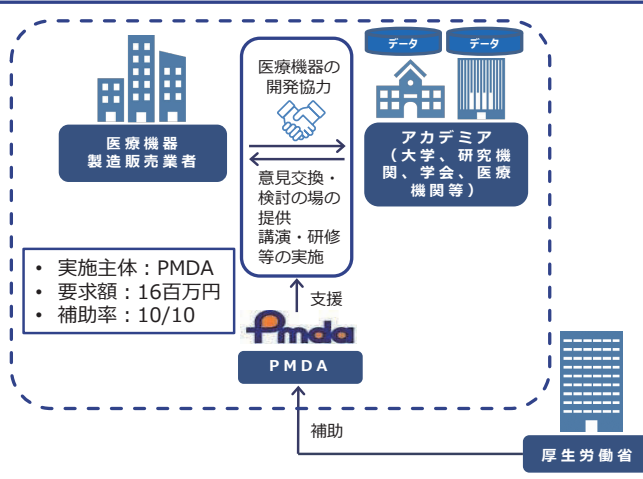 データ
データ
医療機器の
開発協力
医療機器
製造販売業者
アカデミア
（大学、研究機
関、学会、医療
機関等）
意見交換・
検討の場の
提供
講演・研修
等の実施
• 実施主体：PMDA
• 要求額：16百万円
• 補助率：10/10
支援
Pmda
PMDA
補助
厚生労働省